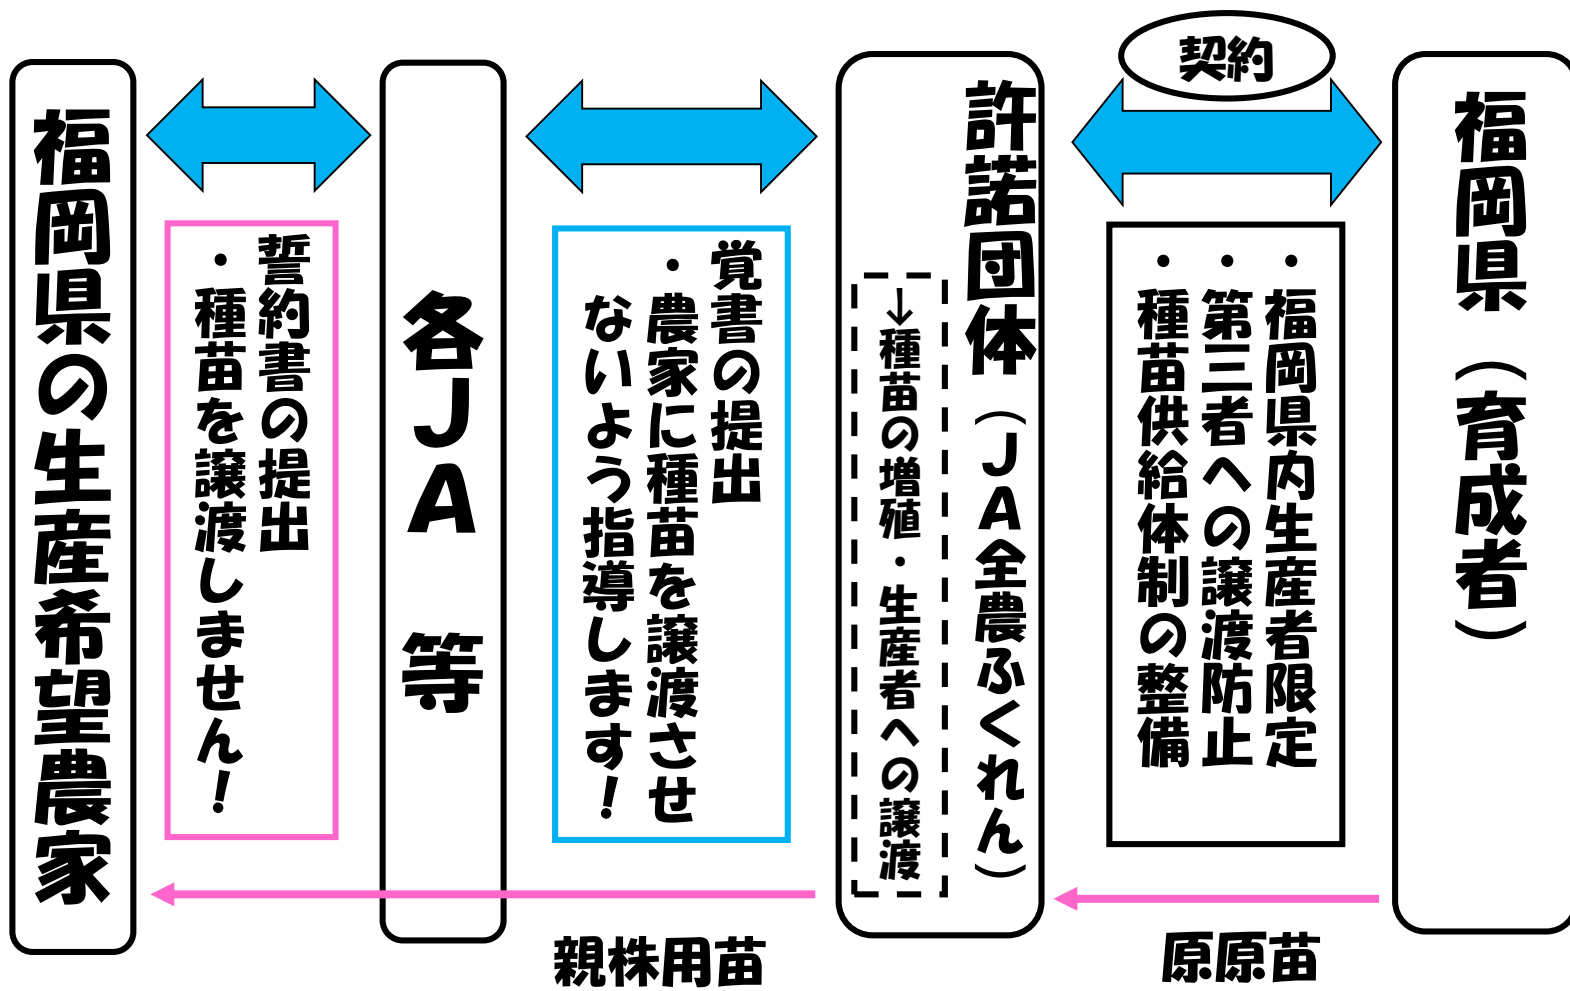 契約
福岡県（育成者）
・福岡県内生産者限定
・第三者への譲渡防止
・種苗供給体制の整備
許諾団体（ＪＡ全農ふくれん）
→種苗の増殖・生産者への譲渡
覚書の提出
・農家に種苗を譲渡させ
ないよう指導します！
各ＪＡ　等
誓約書の提出
・種苗を譲渡しません！
福岡県の生産希望農家
原原苗
親株用苗